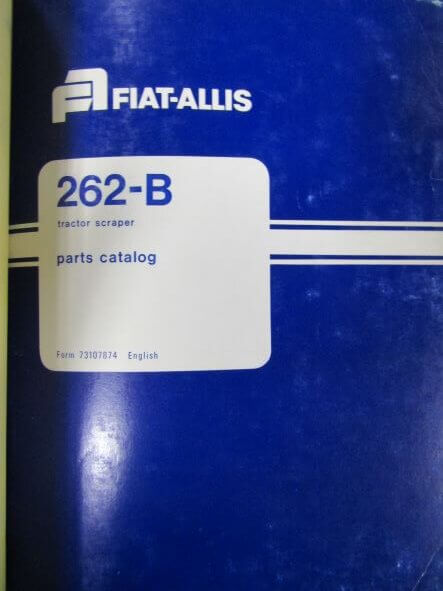 FIAT-ALLIS
262-B
tractor scraper
parts catalog
Form 73107874 English